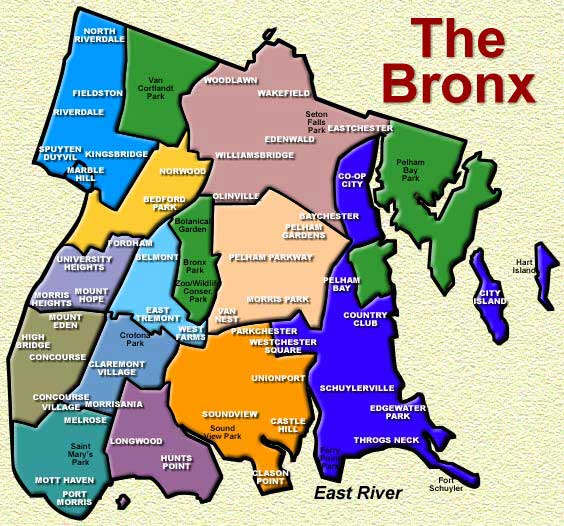 The
Bronx
NORTH
RIVERDALE
Van
Cortlandt
Park
WOODLAWN
WAKEFIELD
FIELDSTON
RIVERDALE
Seton
Falls
Park
EASTCHESTER
EDENWALD
SPUYTEN
DUYVIL
KINGSBRIDGE
WILLIAMSBRIDGE
MARBLE
HILL
NORWOOD
CO-OP
CITY
Pelham
Bay
Park
OLINVILLE
BEDFORD
PARK
BAYCHESTER
Botanical
Garden
PELHAM
GARDENS
FORDHAM
UNIVERSITY
HEIGHTS
BELMONT
PELHAM PARKWAY
Bronx
Park
Hart
Island
Zoo/Wildlife
Conser.
Park
PELHAM
BAY
MORRIS
HEIGHTS
MOUNT
HOPE
MORRIS PARK
CITY
ISLAND
EAST
TREMONT
VAN
NEST
COUNTRY
CLUB
MOUNT
EDEN
WEST
FARMS
PARKCHESTER
Crotona
Park
HIGH
BRIDGE
WESTCHESTER
SQUARE
CONCOURSE
CLAREMONT
VILLAGE
UNIONPORT
SCHUYLERVILLE
CONCOURSE
VILLAGE
MORRISANIA
MELROSE
SOUNDVIEW
EDGEWATER
PARK
Sound
View Park
CASTLE
HILL
THROGS NECK
LONGWOOD
Saint
Mary's
Park
HUNTS
POINT
Ferry
Point
Park
MOTT HAVEN
CLASON
POINT
Fort
Schuyler
PORT
MORRIS
East River